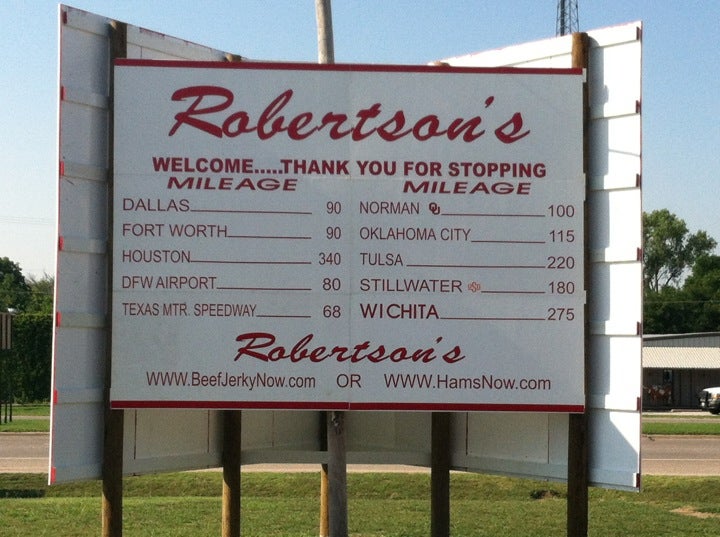 Robertson's
WELCOME.....THANK YOU FOR STOPPING
MILEAGE MILEAGE
DALLAS 90
FORT WORTH 90
HOUSTON 340
DFW AIRPORT 80
TEXAS MTR. SPEEDWAY 68
NORMAN OU 100
OKLAHOMA CITY 115
TULSA 220
STILLWATER OSU 180
WICHITA 275
Robertson's
WWW.BeefJerkyNow.com OR WWW.HamsNow.com